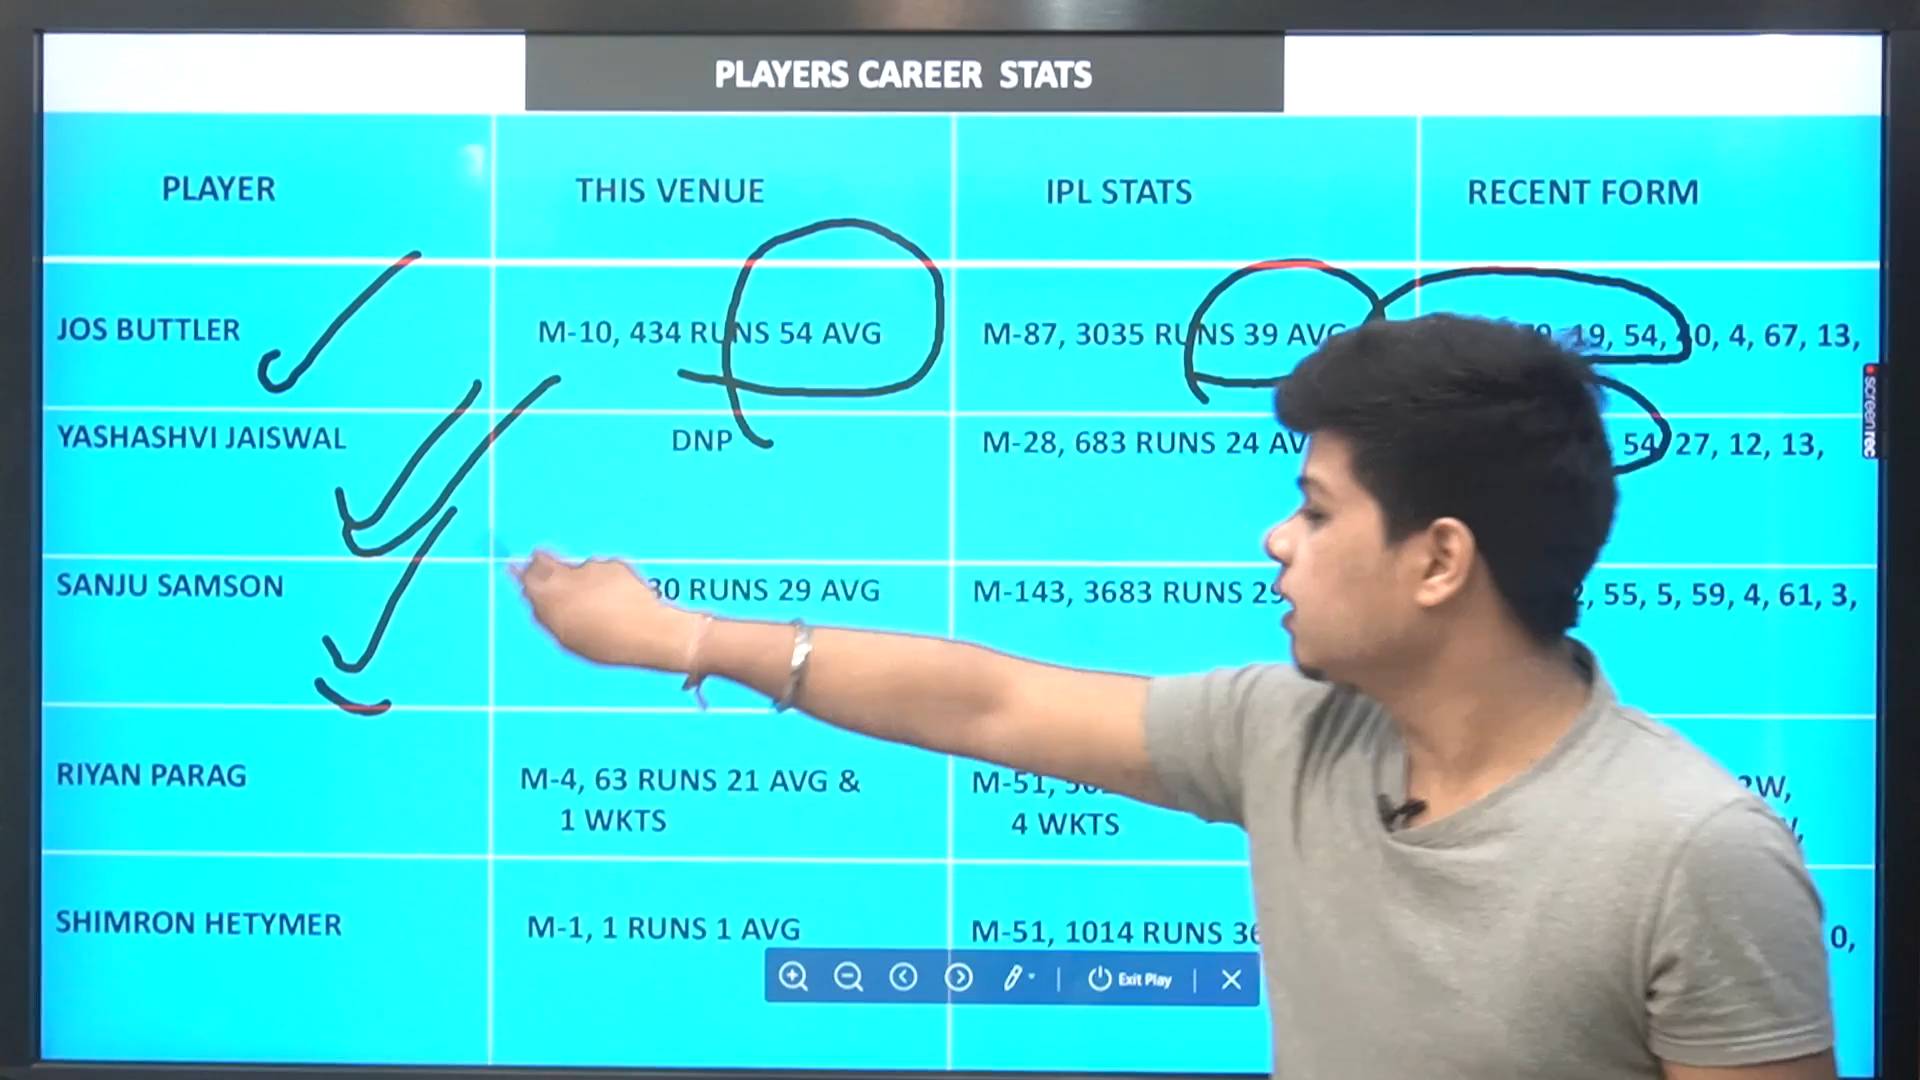 PLAYERS CAREER STATS
PLAYER THIS VENUE IPL STATS RECENT FORM
JOS BUTTLER M-10, 434 RUNS 54 AVG M-87, 3035 RUNS 39 AVG 19, 54, 40, 4, 67, 13,
YASHASHVI JAISWAL DNP M-28, 683 RUNS 24 AV 54, 27, 12, 13,
SANJU SAMSON 30 RUNS 29 AVG M-143, 3683 RUNS 29 55, 5, 59, 4, 61, 3,
RIYAN PARAG M-4, 63 RUNS 21 AVG & M-51, 2W,
1 WKTS 4 WKTS
SHIMRON HETYMER M-1, 1 RUNS 1 AVG M-51, 1014 RUNS 36 0,
Exit Play
screen rec